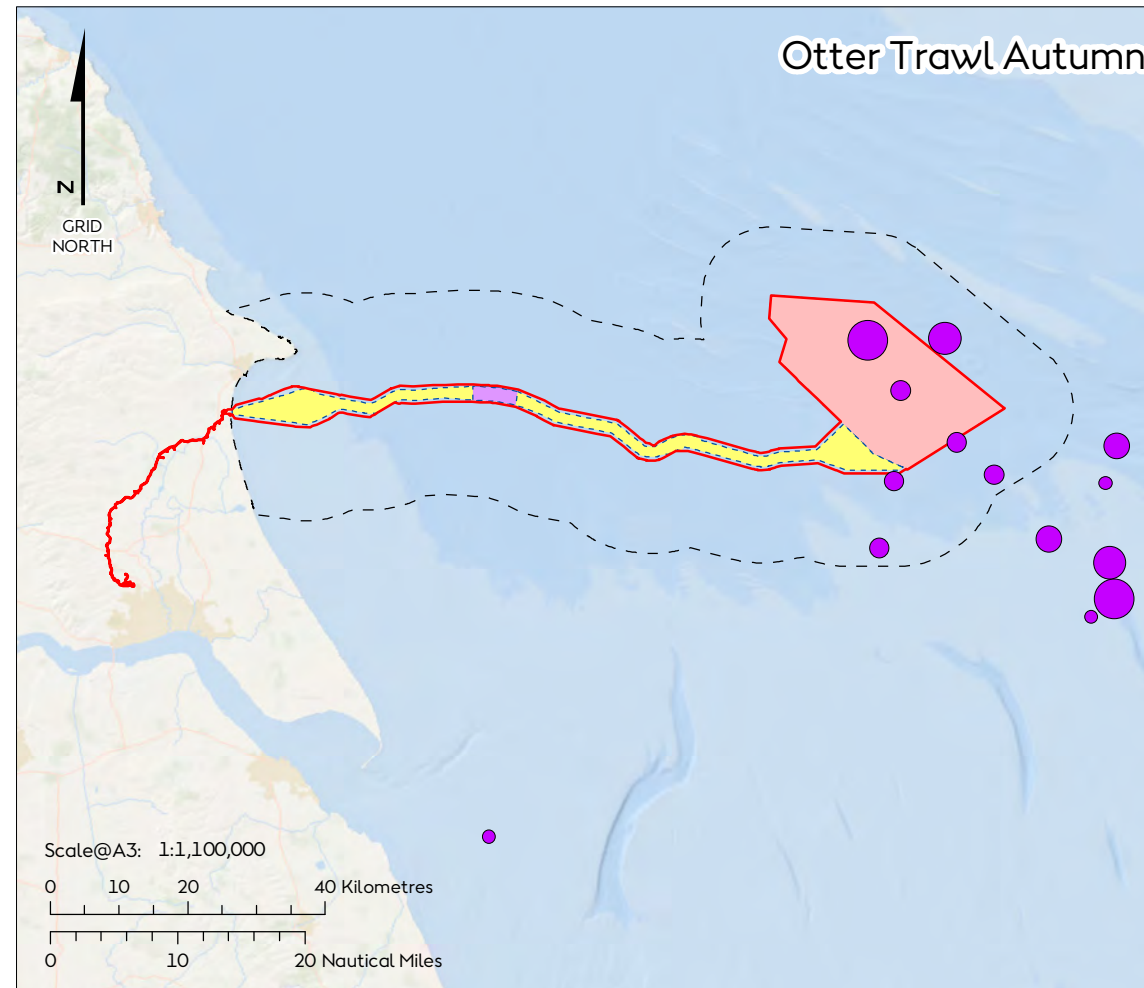 Otter Trawl Autumn
N
GRID
NORTH
Scale@A3: 1:1,100,000
0 10 20 40 Kilometres
0 10 20 Nautical Miles